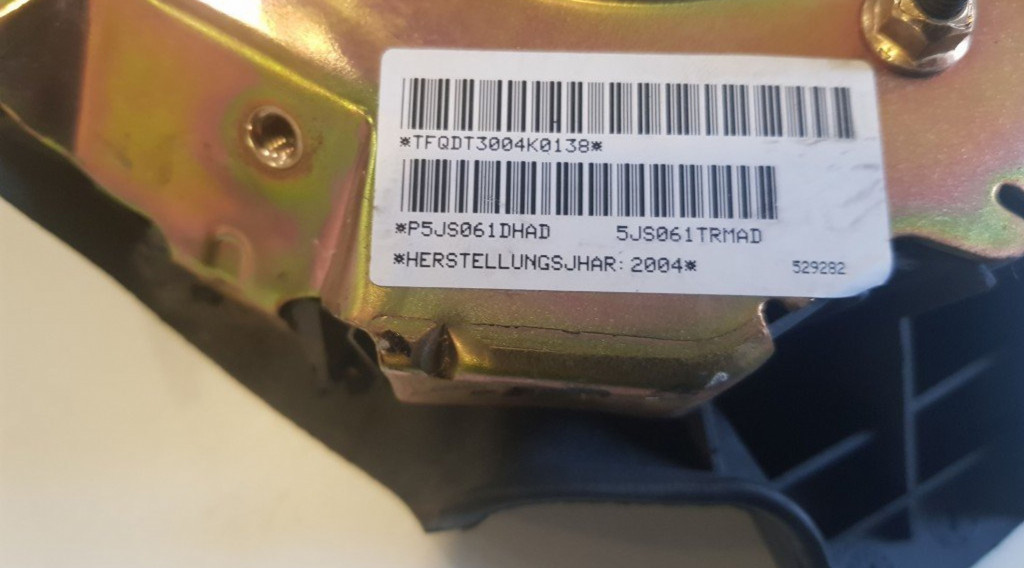 *TFQDT3004K0138*
*P5JS061DHAD 5JS061TRMAD
*HERSTELLUNGSJHAR:2004* 529282